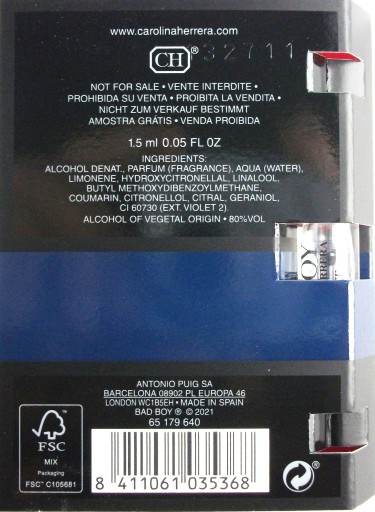 www.carolinaherrera.com
CH® 32711
NOT FOR SALE • VENTE INTERDITE •
PROHIBIDA SU VENTA • PROIBITA LA VENDITA •
NICHT ZUM VERKAUF BESTIMMT
AMOSTRA GRÁTIS • VENDA PROIBIDA
1.5 ml 0.05 FL OZ
INGREDIENTS:
ALCOHOL DENAT., PARFUM (FRAGRANCE), AQUA (WATER),
LIMONENE, HYDROXYCITRONELLAL, LINALOOL,
BUTYL METHOXYDIBENZOYLMETHANE,
COUMARIN, CITRONELLOL, CITRAL, GERANIOL,
CI 60730 (EXT. VIOLET 2)
ALCOHOL OF VEGETAL ORIGIN • 80%VOL
OY
RRERA
ANTONIO PUIG SA
BARCELONA 08902 PL EUROPA 46
LONDON WC1B5EH • MADE IN SPAIN
BAD BOY ® © 2021
65 179 640
FSC
MIX
Packaging
FSC™ C105681
8 411061 035368